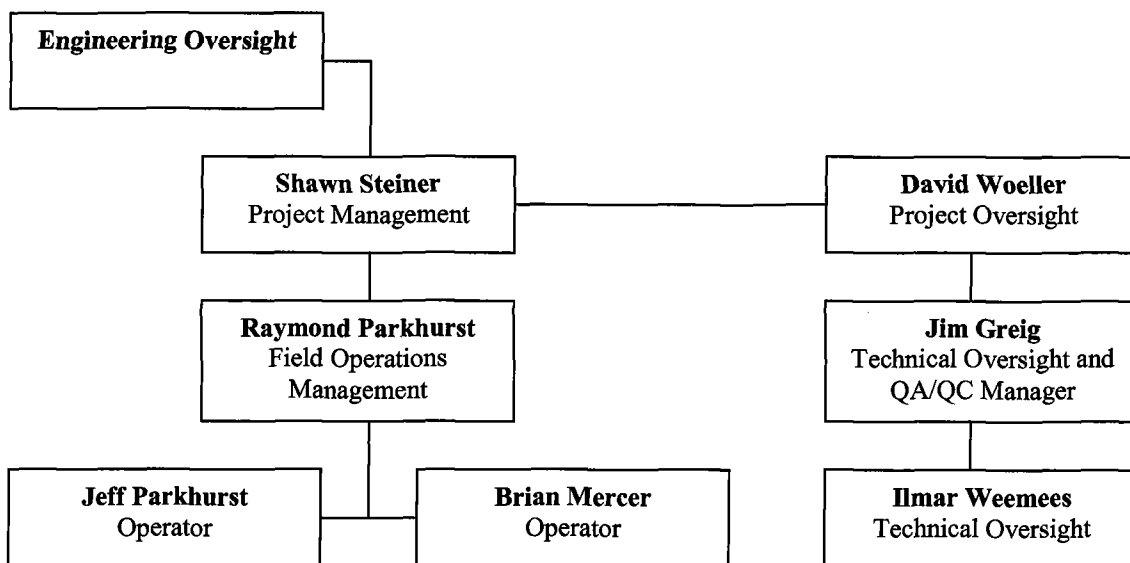 Engineering Oversight
Shawn Steiner
Project Management
David Woeller
Project Oversight
Raymond Parkhurst
Field Operations
Management
Jim Greig
Technical Oversight and
QA/QC Manager
Jeff Parkhurst
Operator
Brian Mercer
Operator
Ilmar Weemees
Technical Oversight